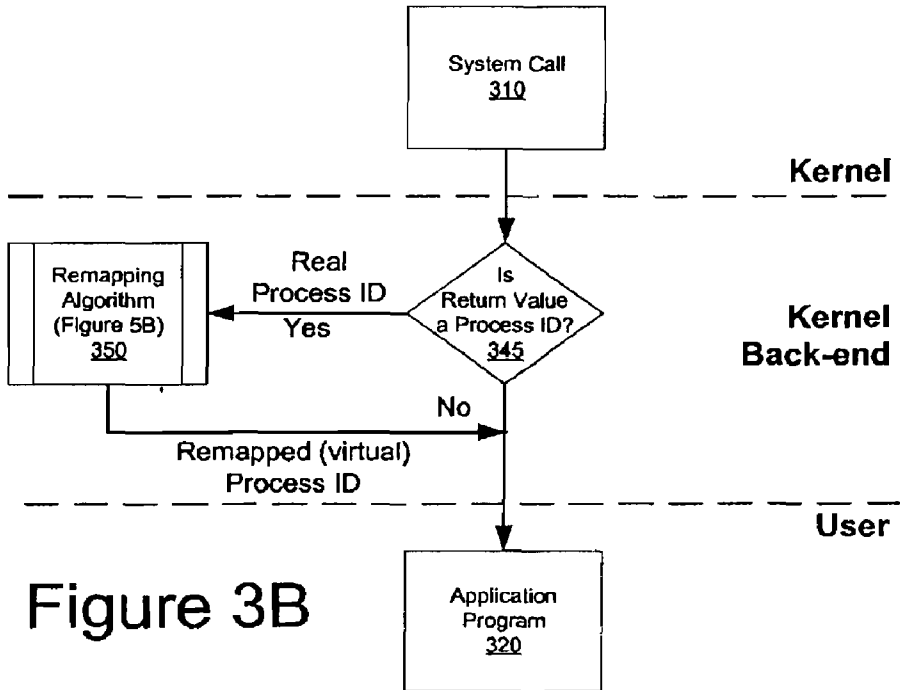 System Call
310
Kernel
Remapping
Algorithm
(Figure 5B)
350
Real
Process ID
Yes
Is
Return Value
a Process ID?
345
Kernel
Back-end
No
Remapped (virtual)
Process ID
User
Figure 3B
Application
Program
320